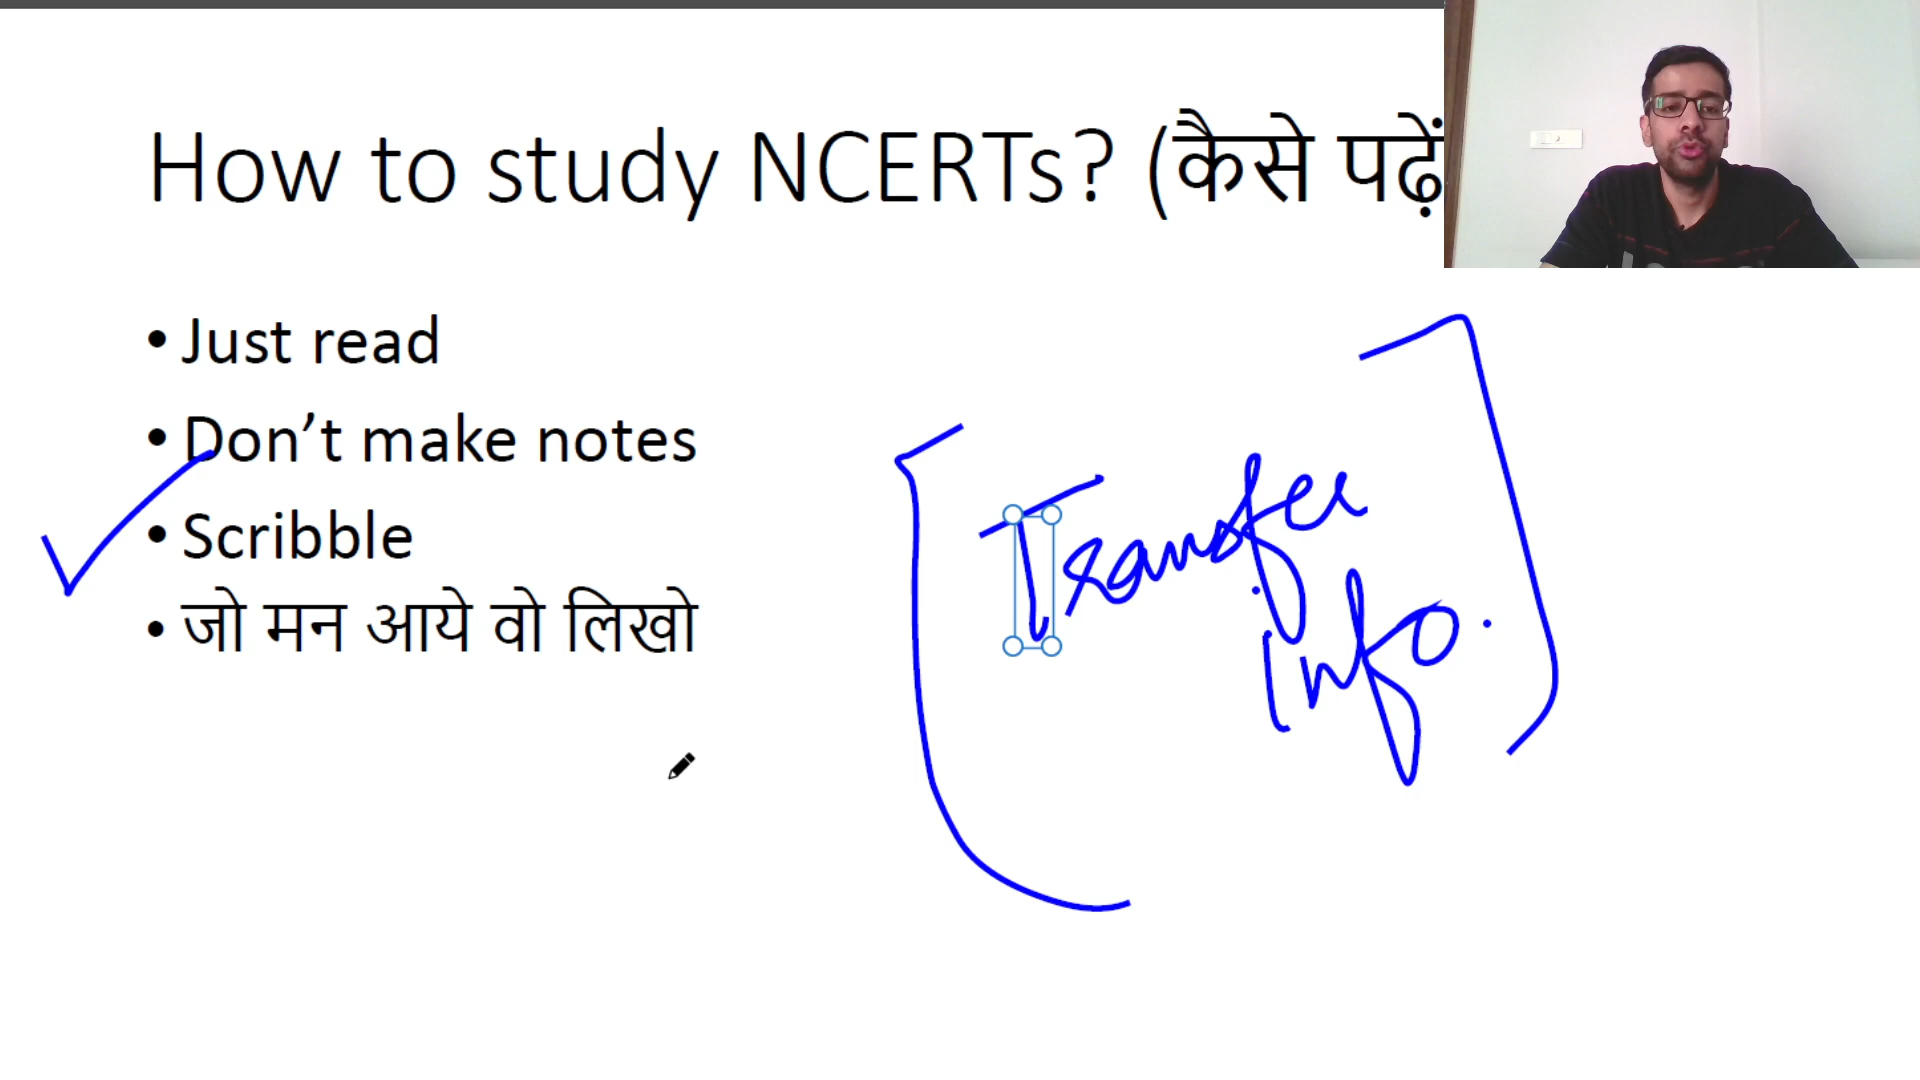 How to study NCERTs? (कैसे पढ़ें
• Just read
• Don’t make notes
• Scribble
• जो मन आये वो लिखो
Transfer
info.